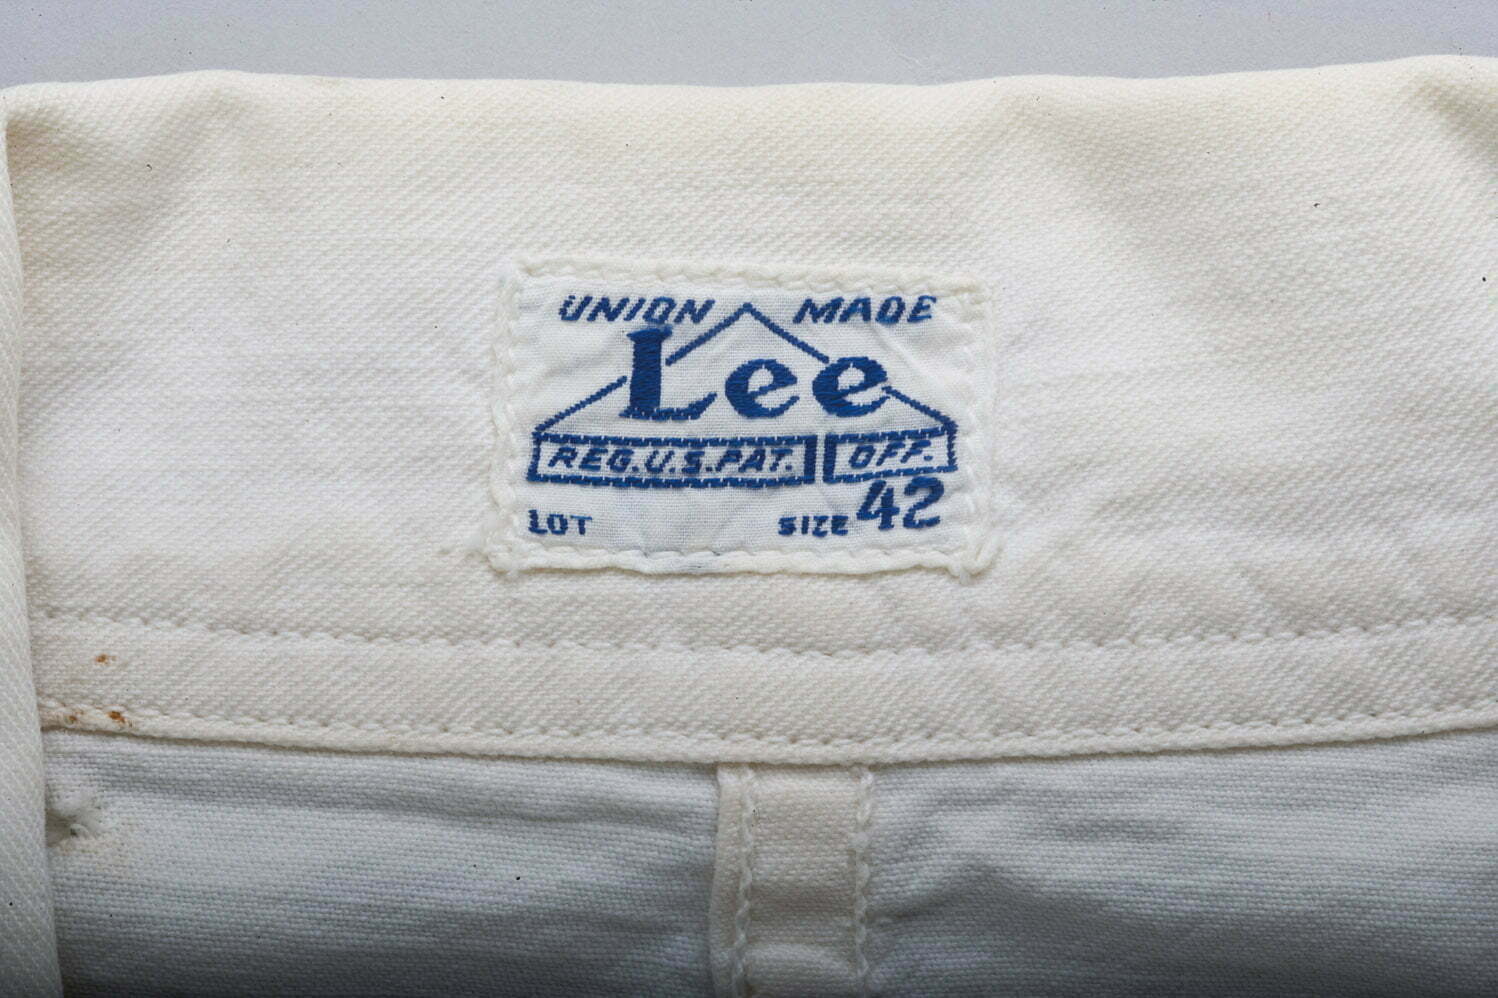 UNION MADE
Lee
REG.U.S.PAT. OFF.
LOT SIZE 42